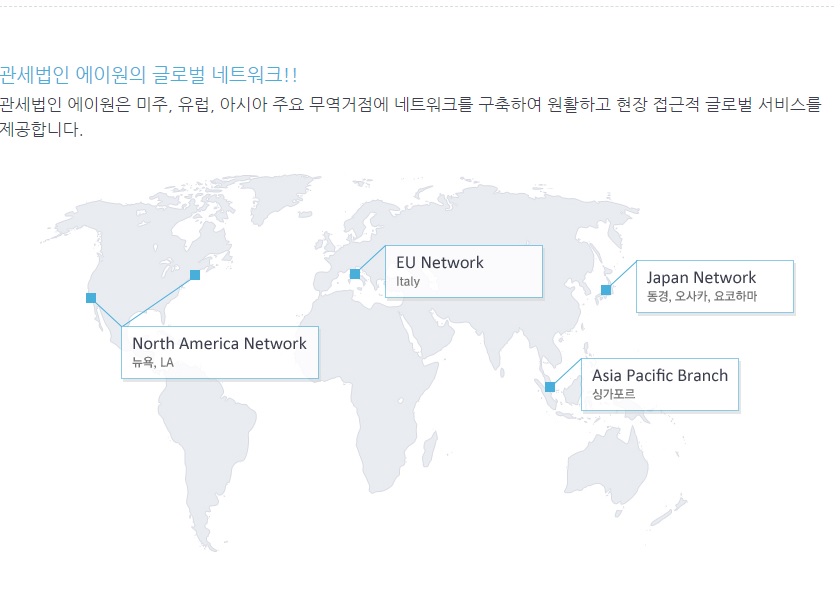 관세법인 에이원의 글로벌 네트워크!!
관세법인 에이원은 미주, 유럽, 아시아 주요 무역거점에 네트워크를 구축하여 원활하고 현장 접근적 글로벌 서비스를
제공합니다.
EU Network
Italy
Japan Network
동경, 오사카, 요코하마
North America Network
뉴욕, LA
Asia Pacific Branch
싱가포르